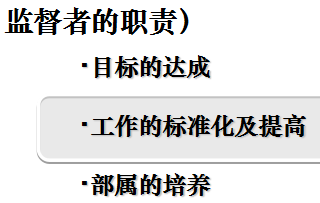 监督者的职责）
·目标的达成
·工作的标准化及提高
·部属的培养